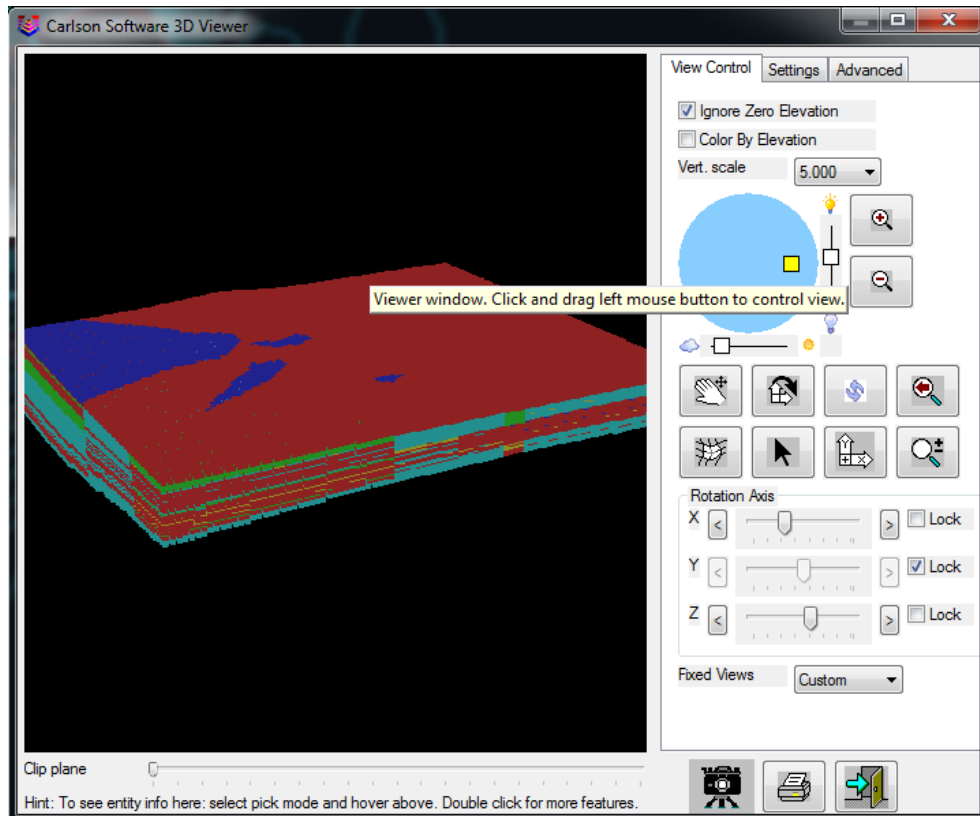 Carlson Software 3D Viewer
View Control
Settings
Advanced
Ignore Zero Elevation
Color By Elevation
Vert. scale
5.000
Viewer window. Click and drag left mouse button to control view.
Rotation Axis
X
<
>
Lock
Y
<
>
Lock
Z
<
>
Lock
Fixed Views
Custom
Clip plane
Hint: To see entity info here: select pick mode and hover above. Double click for more features.